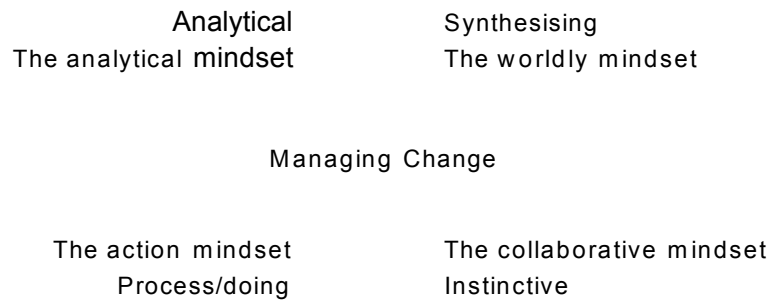 Analytical Synthesising
The analytical mindset The worldly mindset
Managing Change
The action mindset The collaborative mindset
Process/doing Instinctive